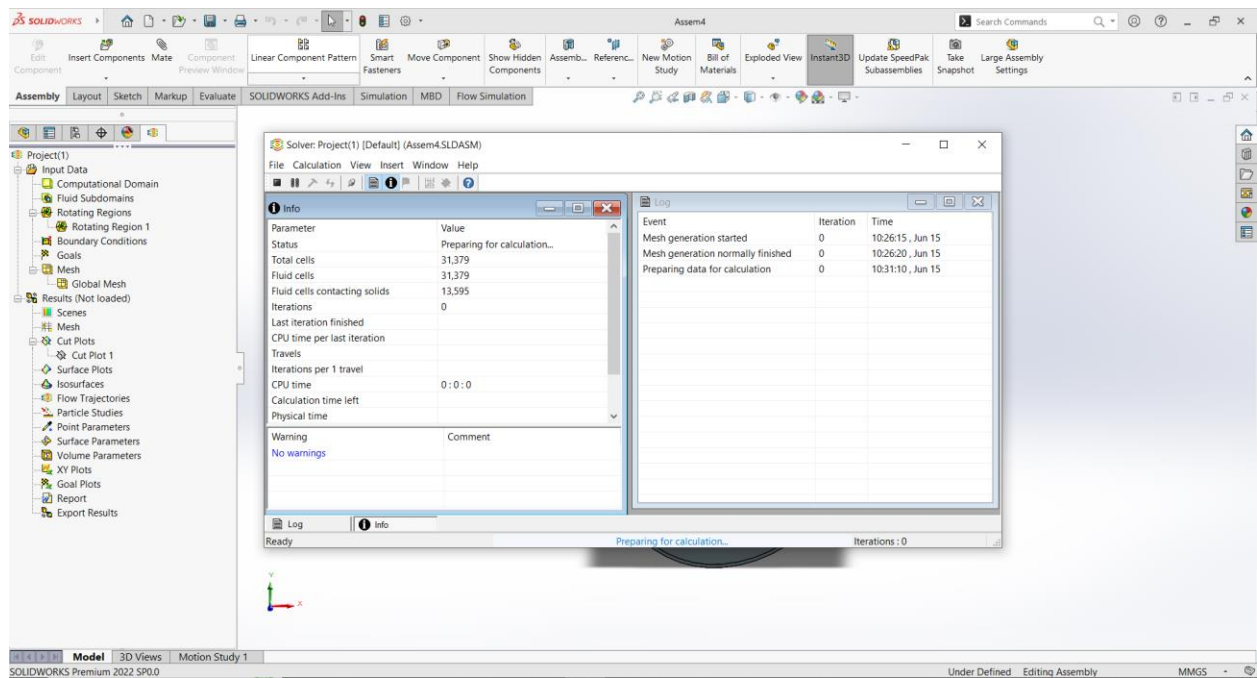 SOLIDWORKS
Assem4
Search Commands
Edit Component
Insert Components
Mate
Component Preview Window
Linear Component Pattern
Smart Fasteners
Move Component
Show Hidden Components
Assemb...
Referenc...
New Motion Study
Bill of Materials
Exploded View
Instant3D
Update SpeedPak Subassemblies
Take Snapshot
Large Assembly Settings
Assembly Layout Sketch Markup Evaluate SOLIDWORKS Add-Ins Simulation MBD Flow Simulation
Project(1)
Input Data
Computational Domain
Fluid Subdomains
Rotating Regions
Rotating Region 1
Boundary Conditions
Goals
Mesh
Global Mesh
Results (Not loaded)
Scenes
Mesh
Cut Plots
Cut Plot 1
Surface Plots
Isosurfaces
Flow Trajectories
Particle Studies
Point Parameters
Surface Parameters
Volume Parameters
XY Plots
Goal Plots
Report
Export Results
Solver: Project(1) [Default] (Assem4.SLDASM)
File Calculation View Insert Window Help
Info
Parameter Value
Status Preparing for calculation...
Total cells 31,379
Fluid cells 31,379
Fluid cells contacting solids 13,595
Iterations 0
Last iteration finished
CPU time per last iteration
Travels
Iterations per 1 travel
CPU time 0 : 0 : 0
Calculation time left
Physical time
Warning Comment
No warnings
Log
Event Iteration Time
Mesh generation started 0 10:26:15 , Jun 15
Mesh generation normally finished 0 10:26:20 , Jun 15
Preparing data for calculation 0 10:31:10 , Jun 15
Log Info
Ready Preparing for calculation... Iterations : 0
Y
X
Model 3D Views Motion Study 1
SOLIDWORKS Premium 2022 SP0.0 Under Defined Editing Assembly MMGS